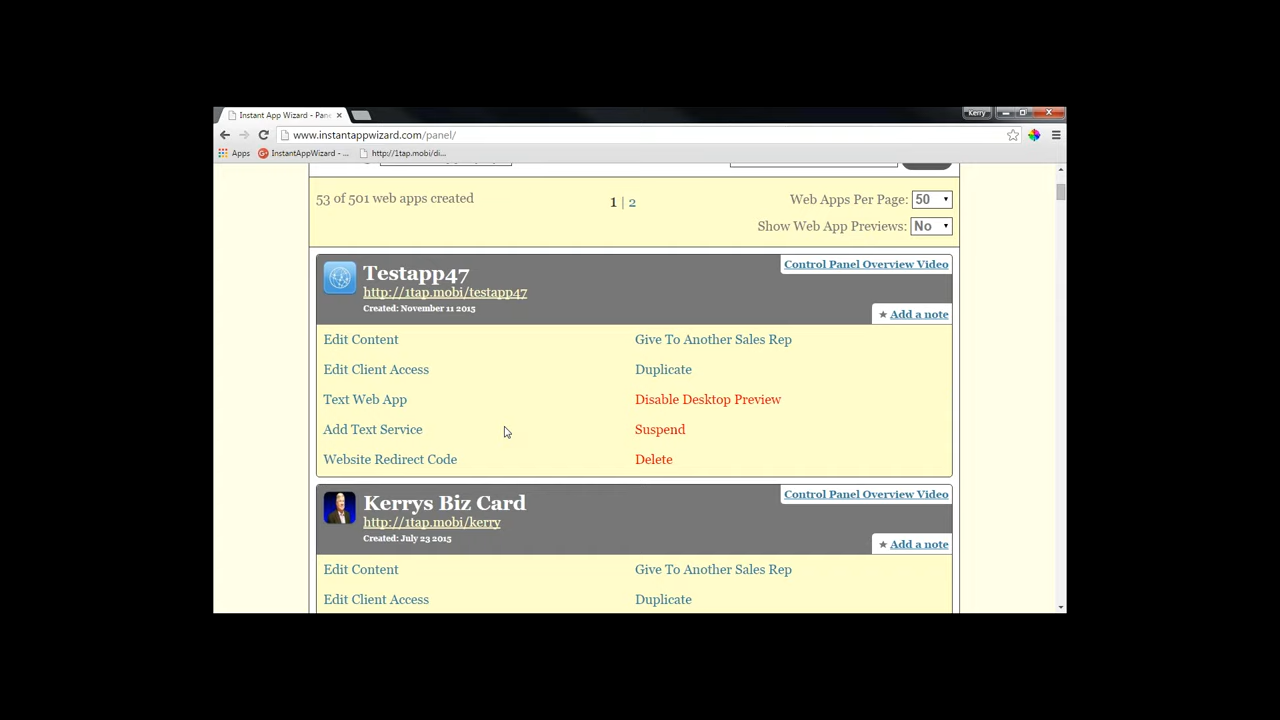 Instant App Wizard - Pane
Kerry
www.instantappwizard.com/panel/
Apps
InstantAppWizard - ...
http://1tap.mobi/di...
53 of 501 web apps created
1 | 2
Web Apps Per Page: 50
Show Web App Previews: No
Testapp47
Control Panel Overview Video
http://1tap.mobi/testapp47
Created: November 11 2015
★ Add a note
Edit Content
Give To Another Sales Rep
Edit Client Access
Duplicate
Text Web App
Disable Desktop Preview
Add Text Service
Suspend
Website Redirect Code
Delete
Kerrys Biz Card
Control Panel Overview Video
http://1tap.mobi/kerry
Created: July 23 2015
★ Add a note
Edit Content
Give To Another Sales Rep
Edit Client Access
Duplicate